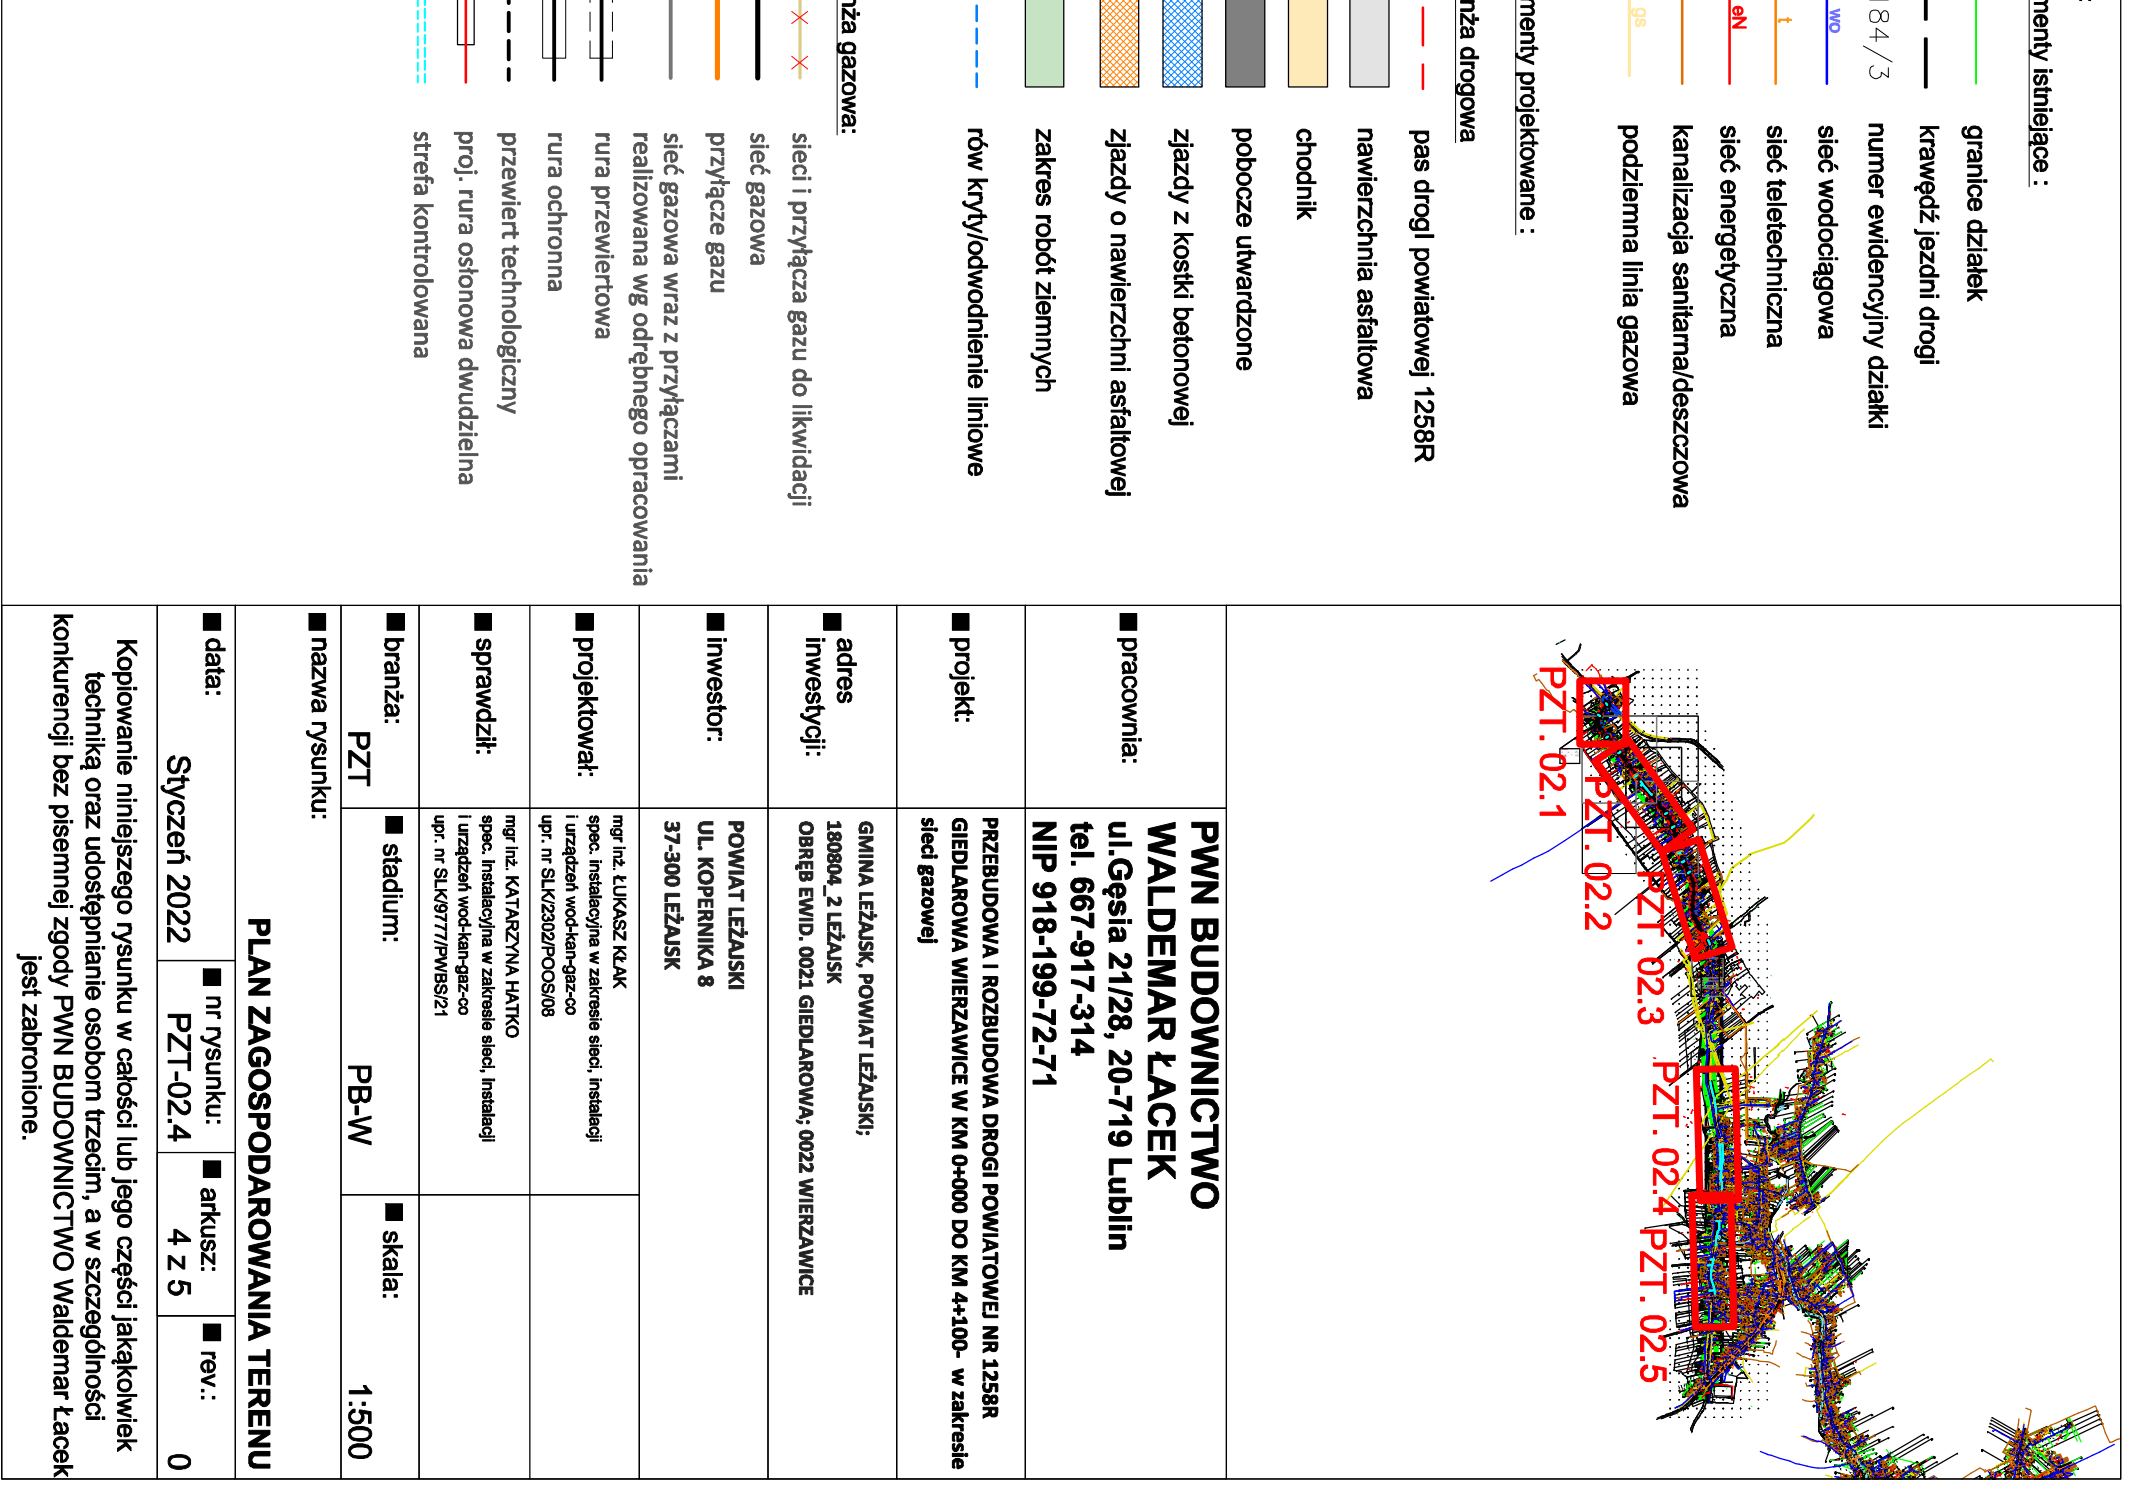 :
menty istniejące :
granice działek
krawędź jezdni drogi
184/3 numer ewidencyjny działki
wo sieć wodociągowa
t sieć teletechniczna
eN sieć energetyczna
kanalizacja sanitarna/deszczowa
gs podziemna linia gazowa
menty projektowane :
nża drogowa
pas drogi powiatowej 1258R
nawierzchnia asfaltowa
chodnik
pobocze utwardzone
zjazdy z kostki betonowej
zjazdy o nawierzchni asfaltowej
zakres robót ziemnych
rów kryty/odwodnienie liniowe
nża gazowa:
sieci i przyłącza gazu do likwidacji
sieć gazowa
przyłącze gazu
sieć gazowa wraz z przyłączami
realizowana wg odrębnego opracowania
rura przewiertowa
rura ochronna
przewiert technologiczny
proj. rura osłonowa dwudzielna
strefa kontrolowana
PZT. 02.1
PZT. 02.2
PZT. 02.3
PZT. 02.4
PZT. 02.5
■ pracownia:
PWN BUDOWNICTWO
WALDEMAR ŁACEK
ul.Gęsia 21/28, 20-719 Lublin
tel. 667-917-314
NIP 918-199-72-71
■ projekt:
PRZEBUDOWA I ROZBUDOWA DROGI POWIATOWEJ NR 1258R
GIEDLAROWA WIERZAWICE W KM 0+000 DO KM 4+100- w zakresie
sieci gazowej
■ adres
inwestycji:
GMINA LEŻAJSK, POWIAT LEŻAJSKI;
180804_2 LEŻAJSK
OBRĘB EWID. 0021 GIEDLAROWA; 0022 WIERZAWICE
■ inwestor:
POWIAT LEŻAJSKI
UL. KOPERNIKA 8
37-300 LEŻAJSK
■ projektował:
mgr inż. ŁUKASZ KŁAK
spec. instalacyjna w zakresie sieci, instalacji
i urządzeń wod-kan-gaz-co
upr. nr SLK/2302/POOS/08
■ sprawdził:
mgr inż. KATARZYNA HATKO
spec. instalacyjna w zakresie sieci, instalacji
i urządzeń wod-kan-gaz-co
upr. nr SLK/9777/PWBS/21
■ branża:
PZT
■ stadium:
PB-W
■ skala:
1:500
■ nazwa rysunku:
PLAN ZAGOSPODAROWANIA TERENU
■ data:
Styczeń 2022
■ nr rysunku:
PZT-02.4
■ arkusz:
4 z 5
■ rev.:
0
Kopiowanie niniejszego rysunku w całości lub jego części jakąkolwiek
techniką oraz udostępnianie osobom trzecim, a w szczególności
konkurencji bez pisemnej zgody PWN BUDOWNICTWO Waldemar Łacek
jest zabronione.